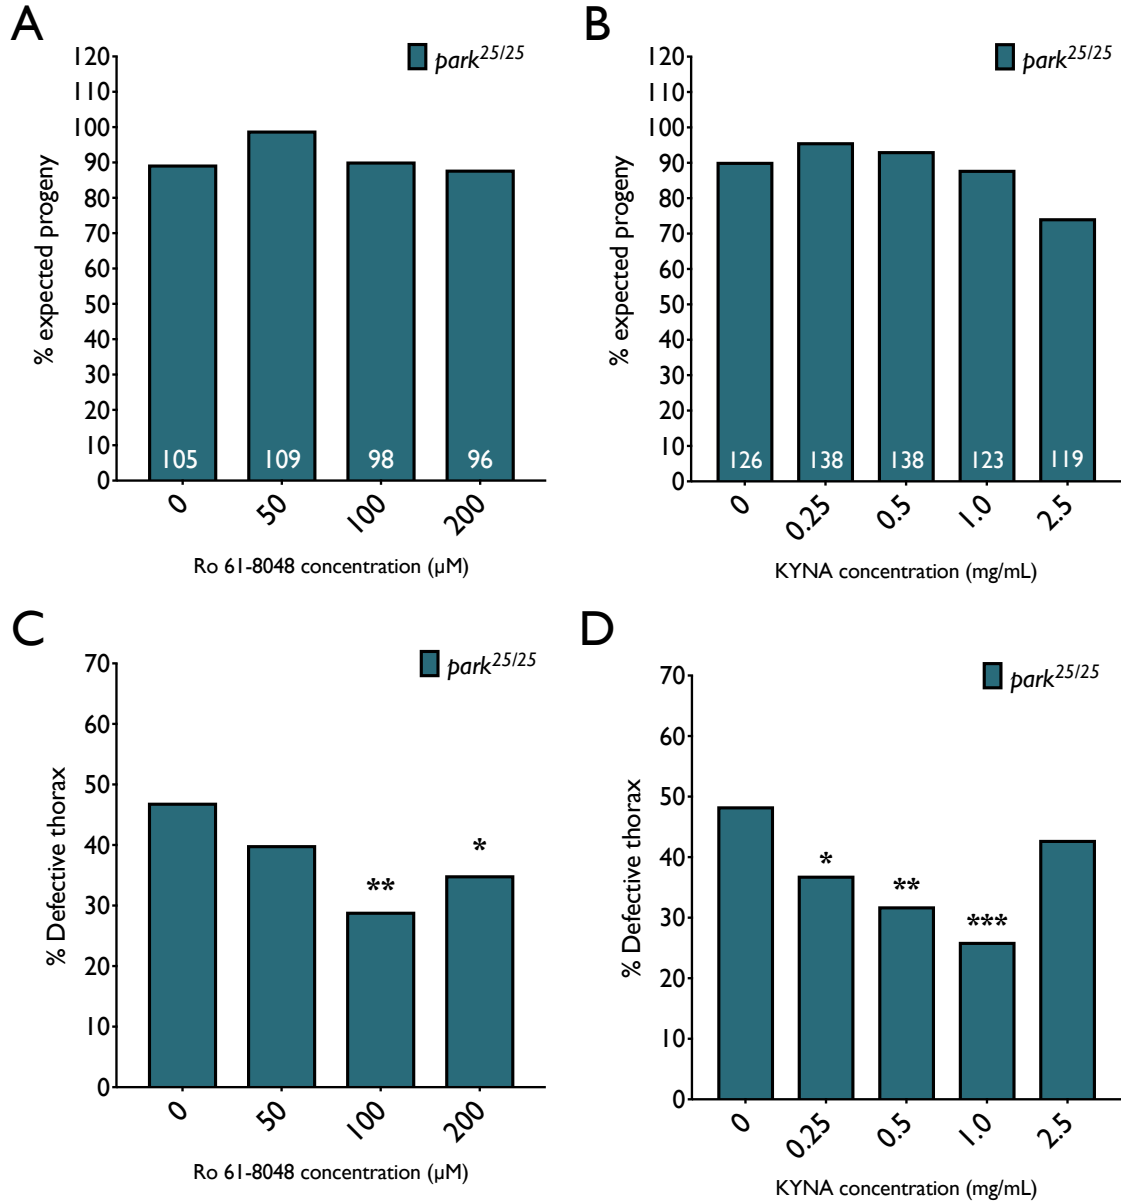 A
park25/25
% expected progeny
120
110
100
90
80
70
60
50
40
30
20
10
0
105 109 98 96
0 50 100 200
Ro 61-8048 concentration (µM)
B
park25/25
% expected progeny
120
110
100
90
80
70
60
50
40
30
20
10
0
126 138 138 123 119
0 0.25 0.5 1.0 2.5
KYNA concentration (mg/mL)
C
park25/25
% Defective thorax
70
60
50
40
30
20
10
0
** *
0 50 100 200
Ro 61-8048 concentration (µM)
D
park25/25
% Defective thorax
70
60
50
40
30
20
10
0
* ** ***
0 0.25 0.5 1.0 2.5
KYNA concentration (mg/mL)